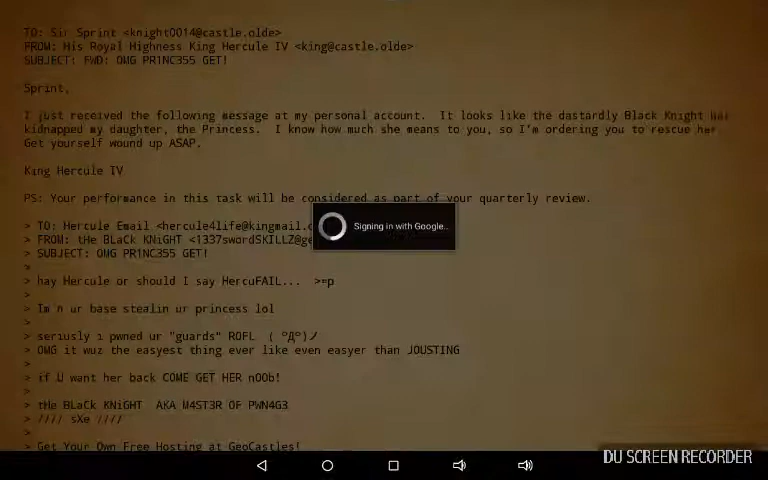 TO: Sir Sprint <knight0014@castle.olde>
FROM: His Royal Highness King Hercule IV <king@castle.olde>
SUBJECT: FWD: OMG PR1NC355 GET!
Sprint,
I just received the following message at my personal account.  It looks like the dastardly Black Knight has
kidnapped my daughter, the Princess.  I know how much she means to you, so I'm ordering you to rescue her.
Get yourself wound up ASAP.
King Hercule IV
PS: Your performance in this task will be considered as part of your quarterly review.
> TO: Hercule Email <hercule4life@kingmail.c
Signing in with Google...
> FROM: tHe BLaCk KNiGHT <1337swordSKILLZ@ge
> SUBJECT: OMG PR1NC355 GET!
>
> hay Hercule or should I say HercuFAIL...  >=p
>
> Im n ur base stealin ur princess lol
>
> seriusly i pwned ur "guards" ROFL  ( ºДº)ノ
> OMG it wuz the easyest thing ever like even easyer than JOUSTING
>
> if U want her back COME GET HER n00b!
>
> tHe BLaCk KNiGHT  AKA M4ST3R OF PWN4G3
> //// sXe ////
>
> Get Your Own Free Hosting at GeoCastles!
DU SCREEN RECORDER